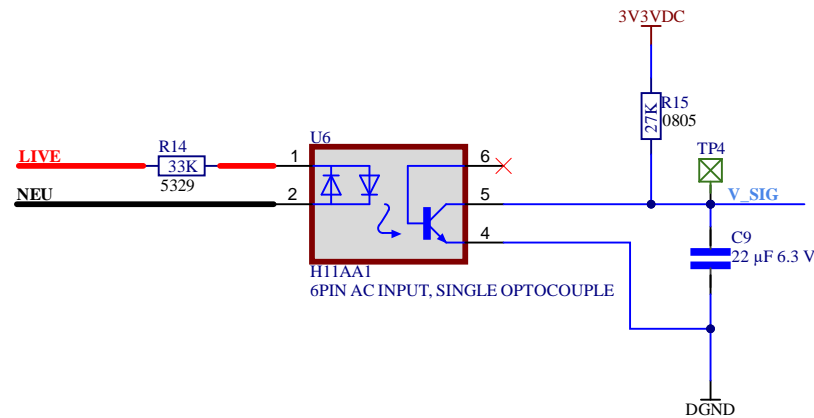 3V3VDC
R15
27K
0805
R14
U6
TP4
LIVE
33K
1
6
5329
NEU
2
5
V_SIG
4
C9
22 µF 6.3 V
H11AA1
6PIN AC INPUT, SINGLE OPTOCOUPLE
DGND